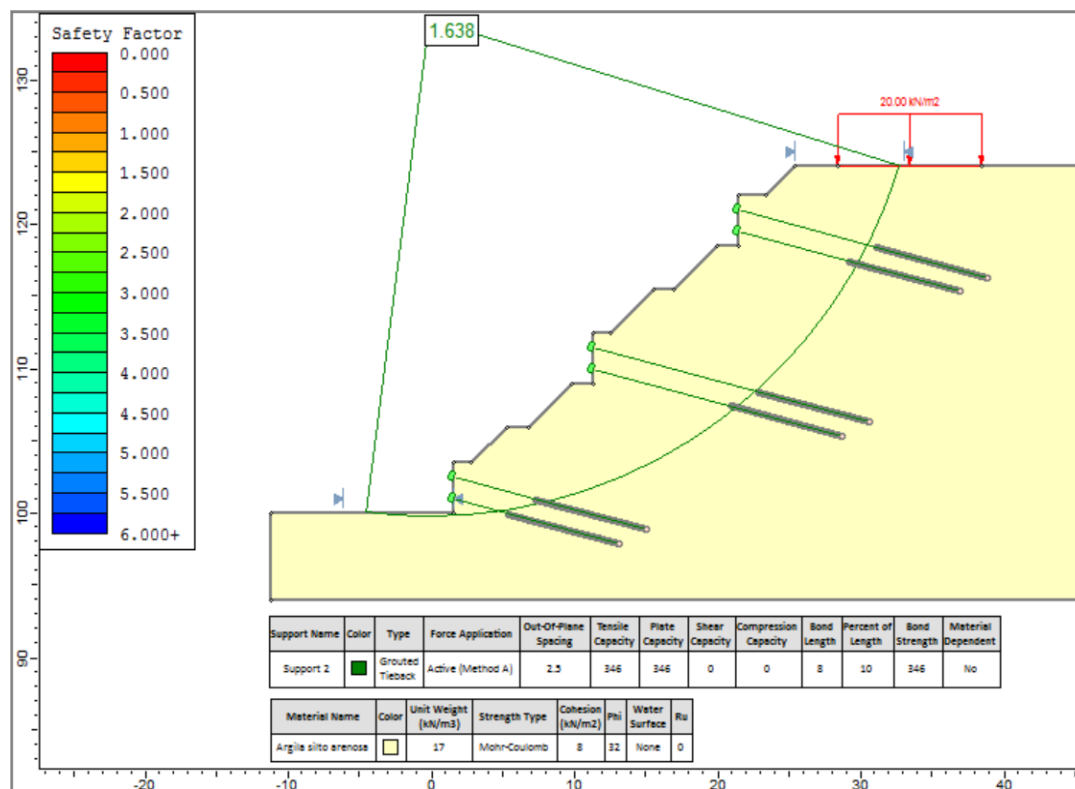 Safety Factor
0.000
0.500
1.000
1.500
2.000
2.500
3.000
3.500
4.000
4.500
5.000
5.500
6.000+
1.638
20.00 kN/m2
130
120
110
100
90
Support Name Color Type Force Application Out-Of-Plane Spacing Tensile Capacity Plate Capacity Shear Capacity Compression Capacity Bond Length Percent of Length Bond Strength Material Dependent
Support 2 Grouted Tieback Active (Method A) 2.5 346 346 0 0 8 10 346 No
Material Name Color Unit Weight (kN/m3) Strength Type Cohesion (kN/m2) Phi Water Surface Ru
Argila silto arenosa 17 Mohr-Coulomb 8 32 None 0
-20 -10 0 10 20 30 40